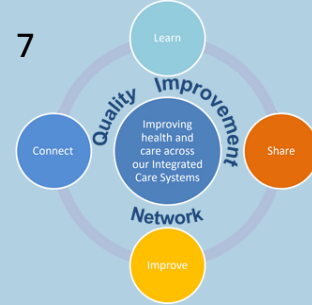 7
Learn
Quality Improvement
Connect
Improving
health and
care across
our Integrated
Care Systems
Share
Network
Improve